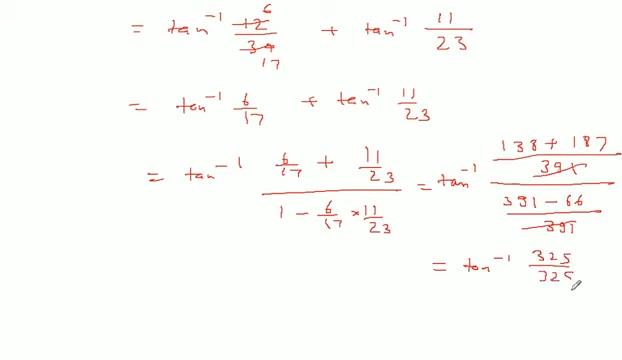 = tan⁻¹ 12/34 6/17 + tan⁻¹ 11/23
= tan⁻¹ 6/17 + tan⁻¹ 11/23
= tan⁻¹ (6/17 + 11/23)/(1 - 6/17 × 11/23) = tan⁻¹ ((138 + 187)/391)/((391 - 66)/391)
= tan⁻¹ 325/325